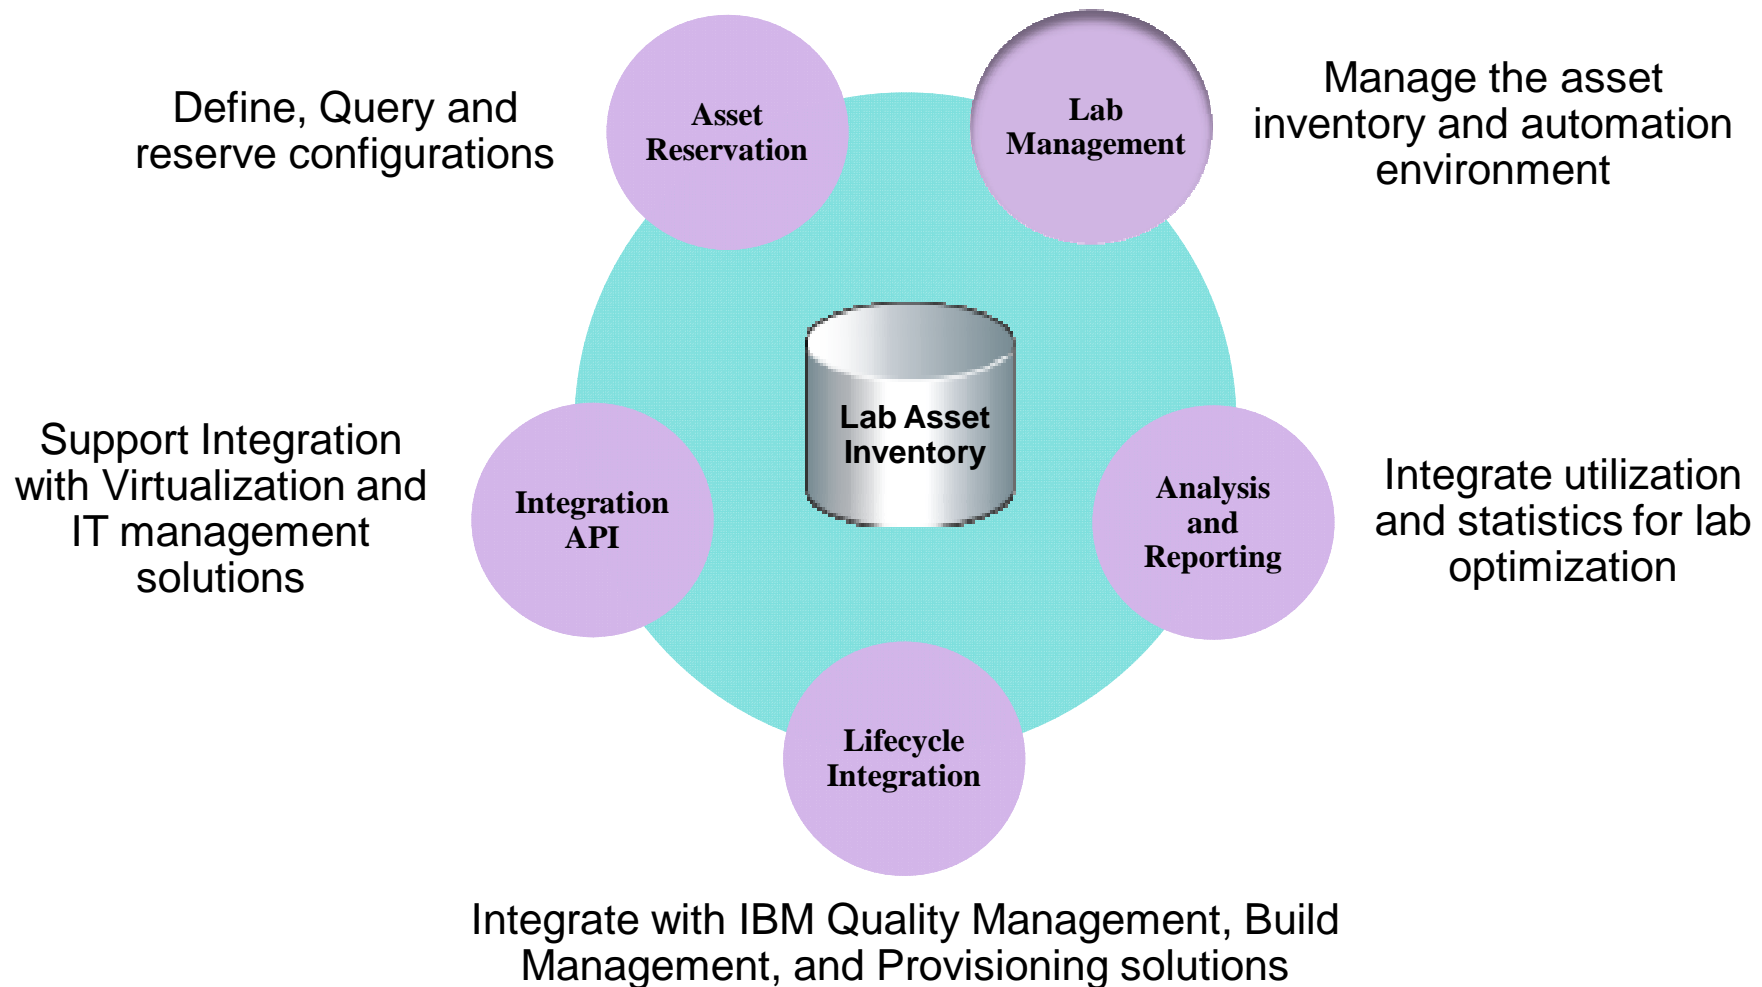 Define, Query and
reserve configurations
Asset
Reservation
Lab
Management
Manage the asset
inventory and automation
environment
Lab Asset
Inventory
Support Integration
with Virtualization and
IT management
solutions
Integration
API
Analysis
and
Reporting
Integrate utilization
and statistics for lab
optimization
Lifecycle
Integration
Integrate with IBM Quality Management, Build
Management, and Provisioning solutions